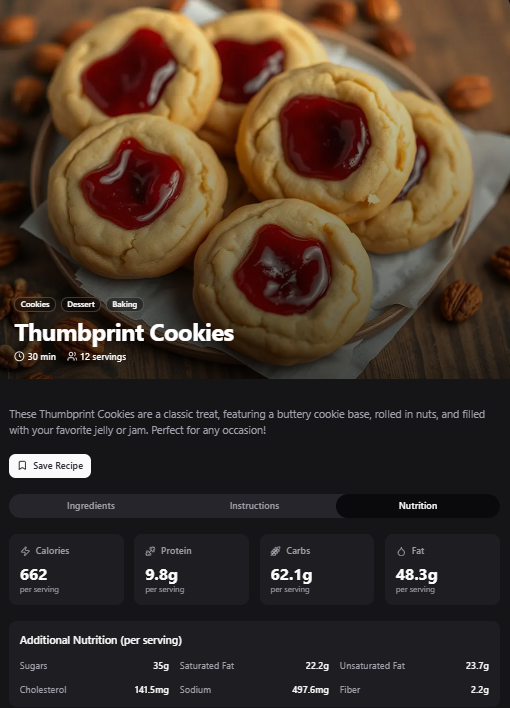 Cookies Dessert Baking
Thumbprint Cookies
30 min 12 servings
These Thumbprint Cookies are a classic treat, featuring a buttery cookie base, rolled in nuts, and filled
with your favorite jelly or jam. Perfect for any occasion!
Save Recipe
Ingredients Instructions Nutrition
Calories Protein Carbs Fat
662 9.8g 62.1g 48.3g
per serving per serving per serving per serving
Additional Nutrition (per serving)
Sugars 35g Saturated Fat 22.2g Unsaturated Fat 23.7g
Cholesterol 141.5mg Sodium 497.6mg Fiber 2.2g